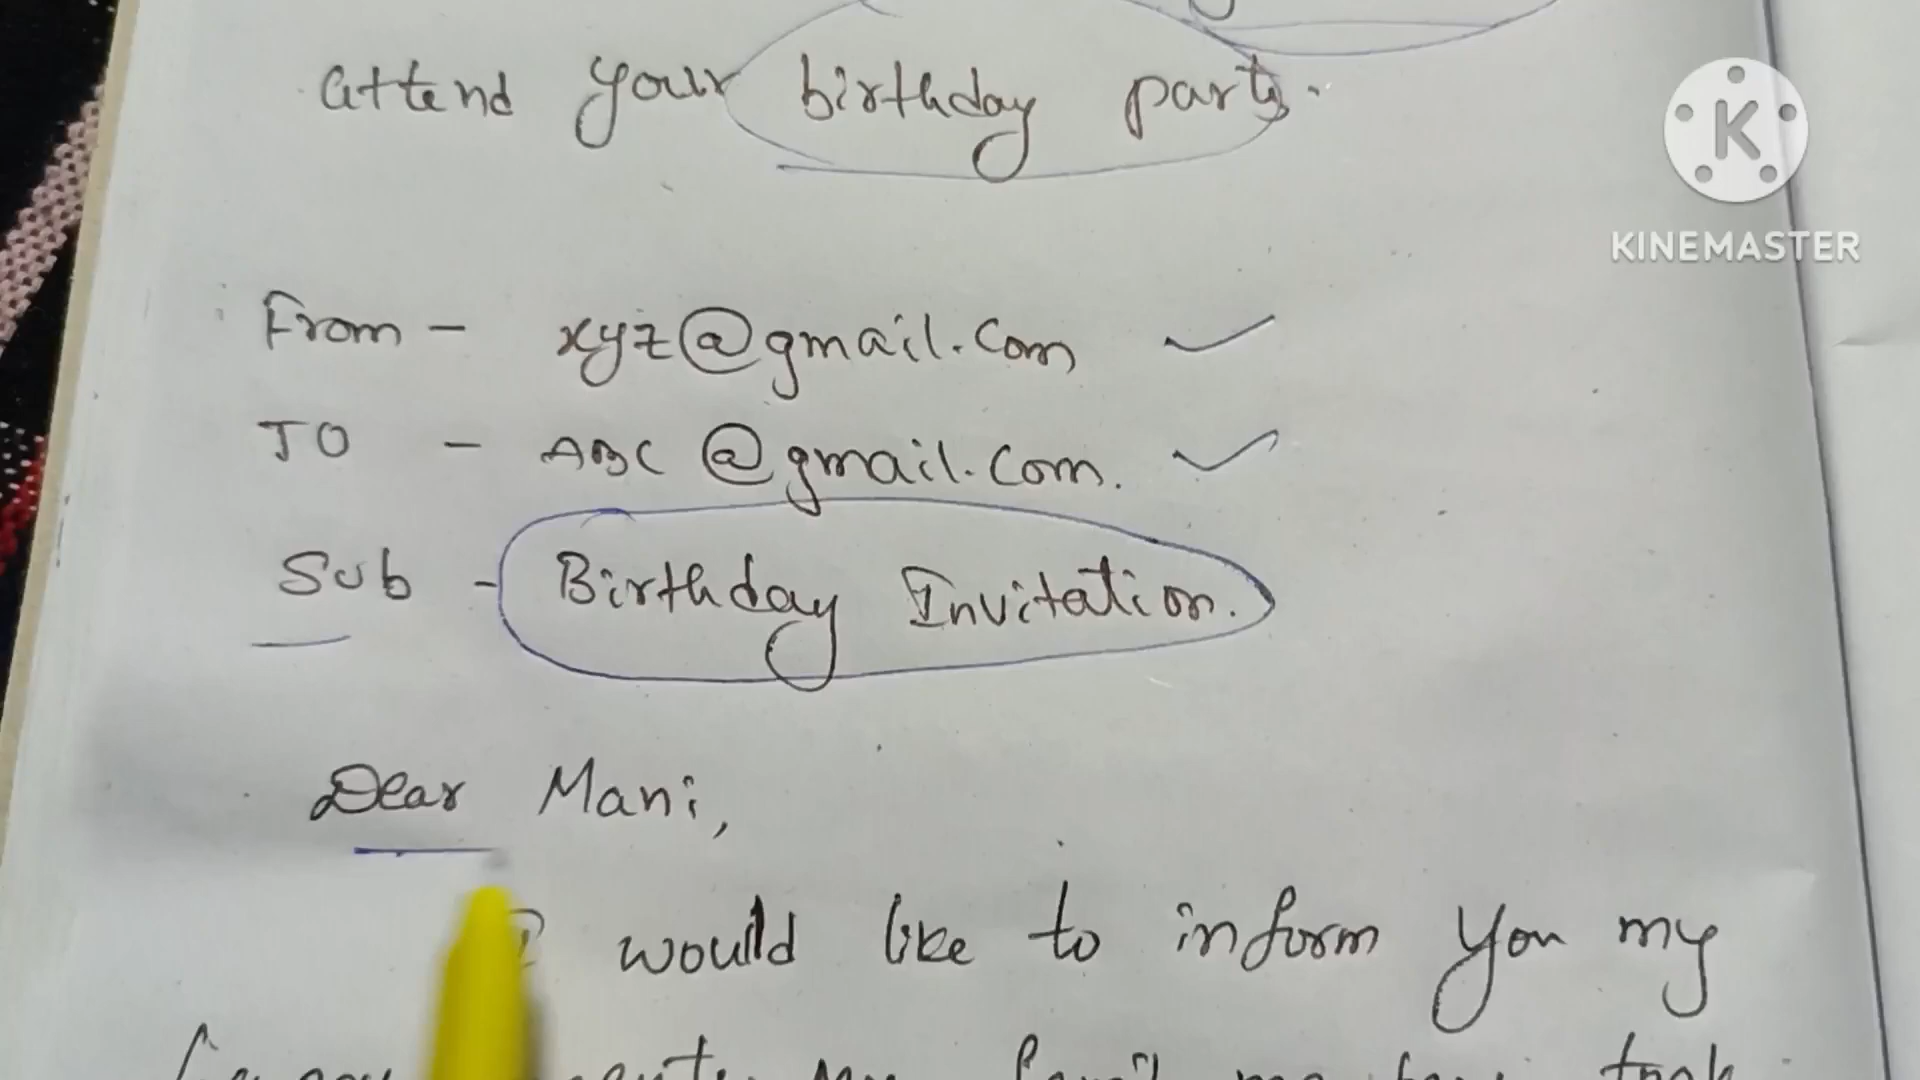 attend your birthday party.
K
KINEMASTER
From - xyz@gmail.com
TO - ABC @gmail.com.
Sub - Birthday Invitation.
Dear Mani,
I would like to inform you my